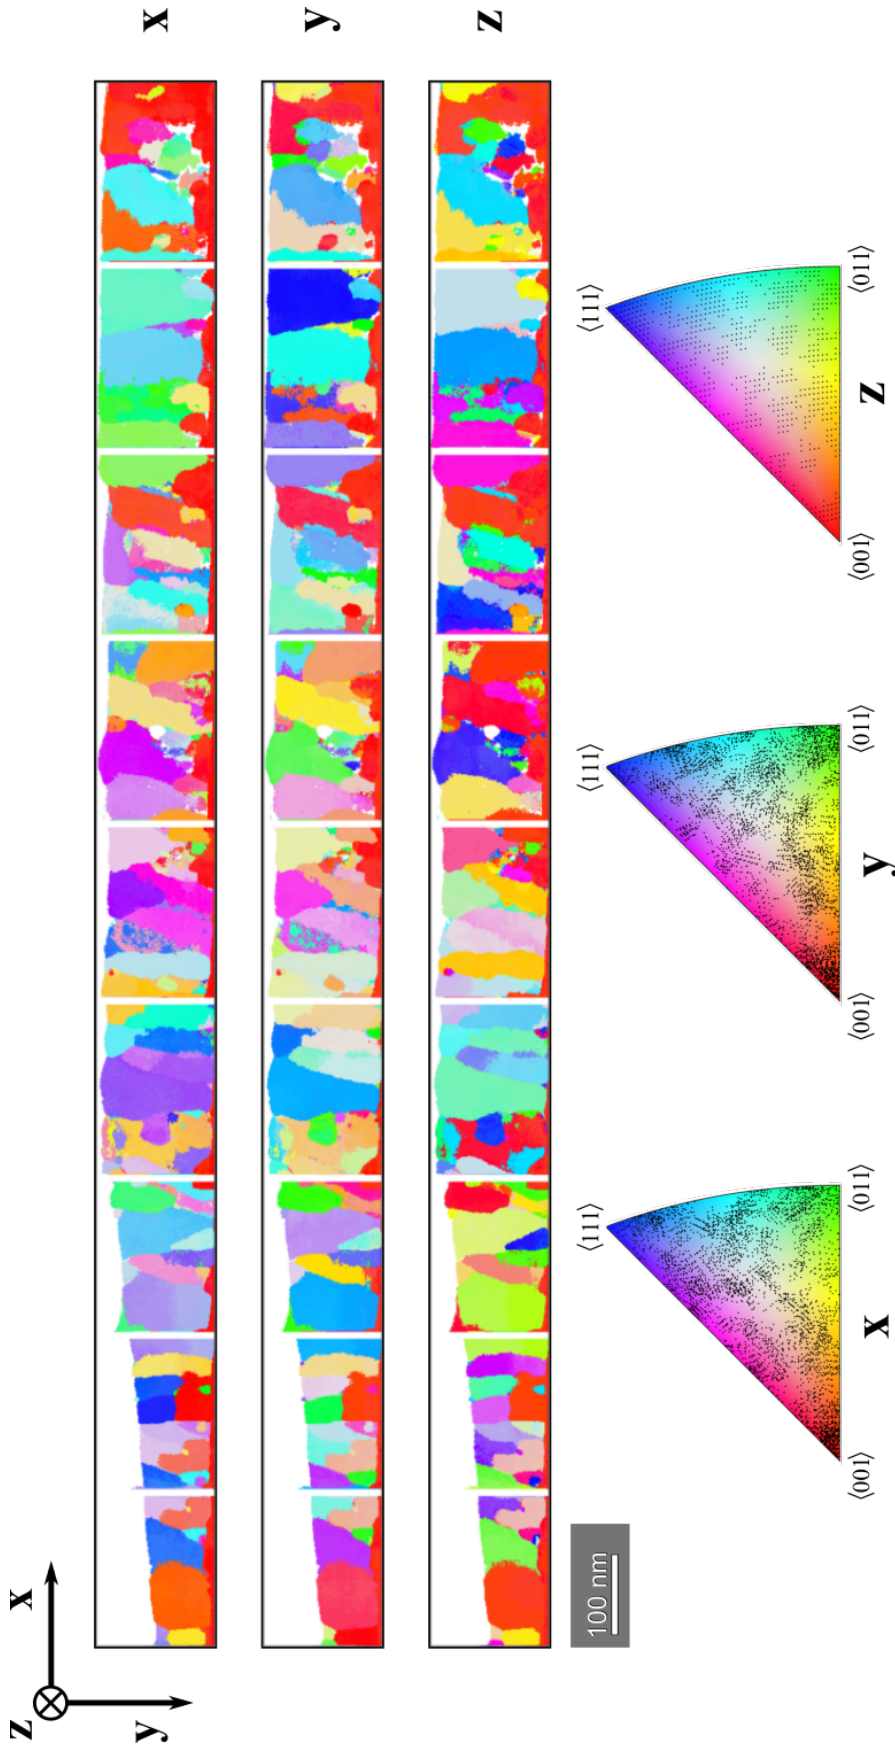 x
y
z
z
x
y
100 nm
⟨111⟩
⟨001⟩
⟨011⟩
x
⟨111⟩
⟨001⟩
⟨011⟩
y
⟨111⟩
⟨001⟩
⟨011⟩
z